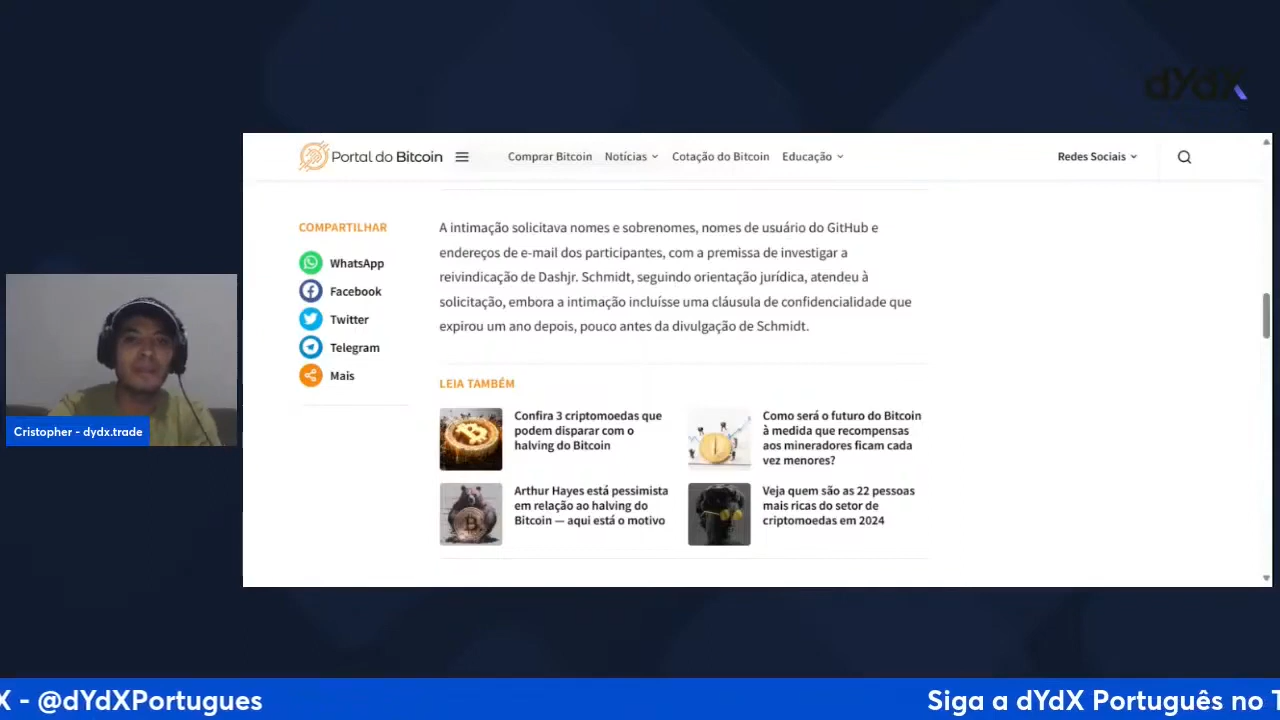 dYdX
Portal do Bitcoin
Comprar Bitcoin
Notícias
Cotação do Bitcoin
Educação
Redes Sociais
COMPARTILHAR
WhatsApp
Facebook
Twitter
Telegram
Mais
A intimação solicitava nomes e sobrenomes, nomes de usuário do GitHub e
endereços de e-mail dos participantes, com a premissa de investigar a
reivindicação de Dashjr. Schmidt, seguindo orientação jurídica, atendeu à
solicitação, embora a intimação incluísse uma cláusula de confidencialidade que
expirou um ano depois, pouco antes da divulgação de Schmidt.
LEIA TAMBÉM
Confira 3 criptomoedas que
podem disparar com o
halving do Bitcoin
Como será o futuro do Bitcoin
à medida que recompensas
aos mineradores ficam cada
vez menores?
Arthur Hayes está pessimista
em relação ao halving do
Bitcoin — aqui está o motivo
Veja quem são as 22 pessoas
mais ricas do setor de
criptomoedas em 2024
Cristopher - dydx.trade
X - @dYdXPortugues
Siga a dYdX Português no T